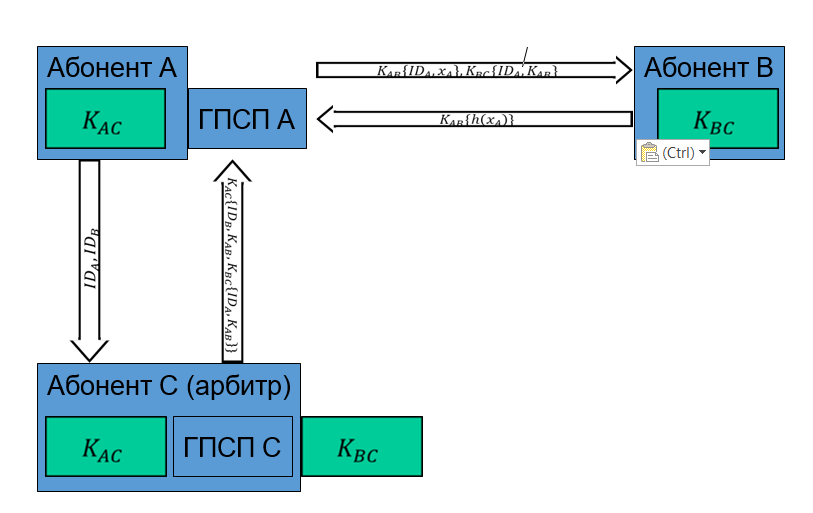 Абонент А
K_AC
ГПСП А
K_AB{ID_A, x_A}, K_BC{ID_A, K_AB}
K_AB{h(x_A)}
Абонент В
K_BC
(Ctrl)
ID_A, ID_B
K_AC{ID_B, K_AB, K_BC{ID_A, K_AB}}
Абонент С (арбитр)
K_AC
ГПСП С
K_BC